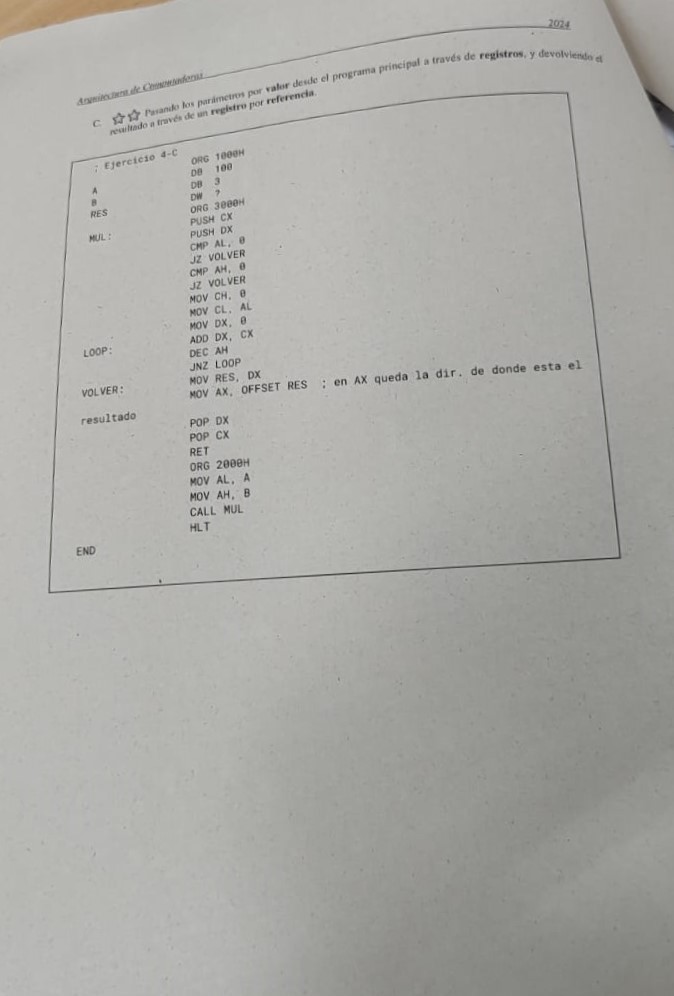 2024
Arquitectura de Computadoras
C. ☆☆ Pasando los parámetros por valor desde el programa principal a través de registros, y devolviendo el
resultado a través de un registro por referencia.
; Ejercicio 4-C
ORG 1000H
A DB 100
B DB 3
RES DW ?
ORG 3000H
MUL: PUSH CX
PUSH DX
CMP AL, 0
JZ VOLVER
CMP AH, 0
JZ VOLVER
MOV CH, 0
MOV CL, AL
MOV DX, 0
LOOP: ADD DX, CX
DEC AH
JNZ LOOP
VOLVER: MOV RES, DX
MOV AX, OFFSET RES ; en AX queda la dir. de donde esta el
resultado
POP DX
POP CX
RET
ORG 2000H
MOV AL, A
MOV AH, B
CALL MUL
HLT
END